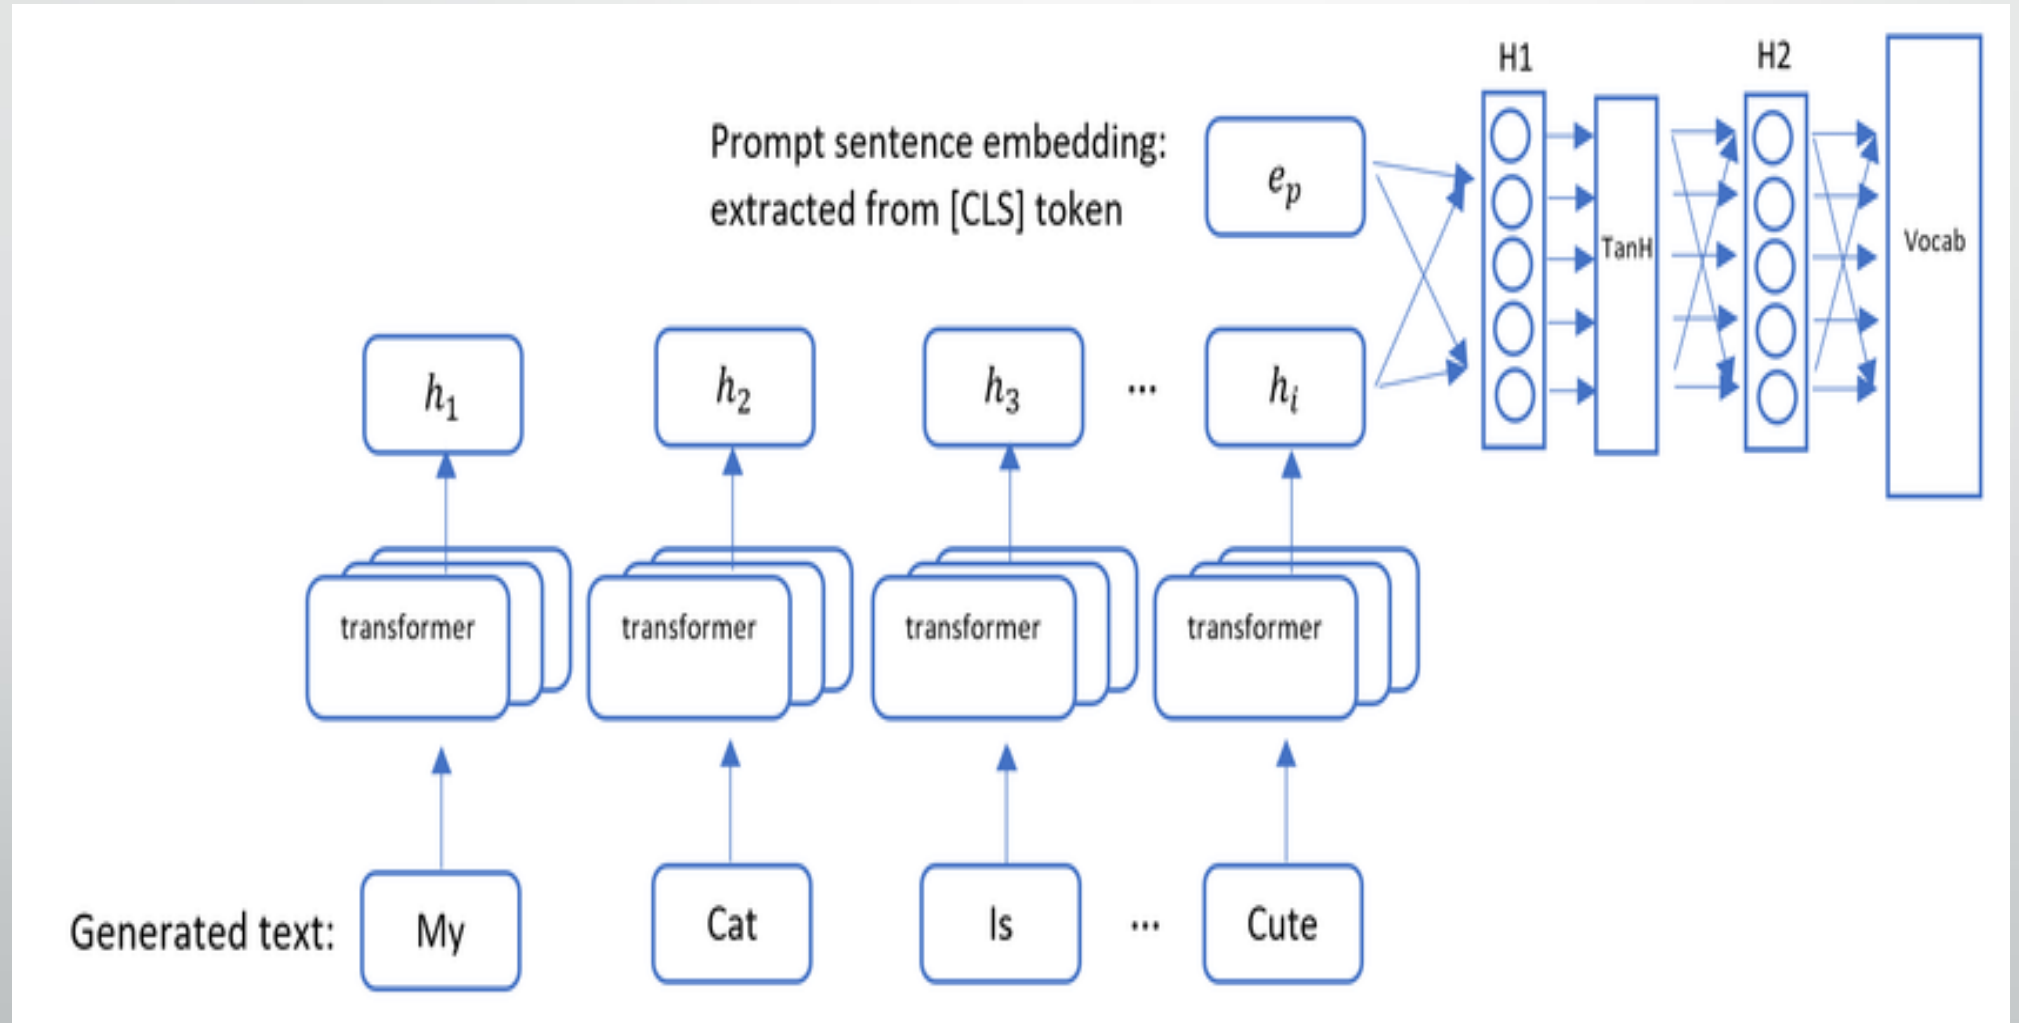 H1
H2
Prompt sentence embedding:
extracted from [CLS] token
e_p
TanH
Vocab
h_1
h_2
h_3
...
h_i
transformer
transformer
transformer
transformer
Generated text:
My
Cat
Is
...
Cute